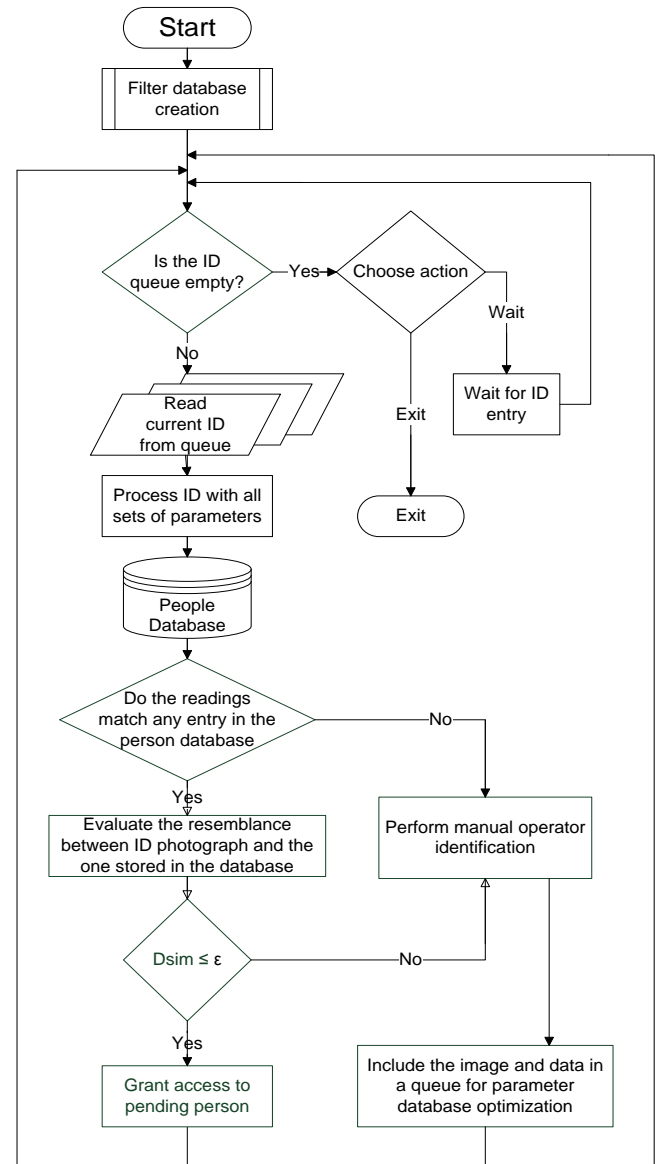 Start
Filter database
creation
Is the ID
queue empty?
Yes
Choose action
Wait
No
Read
current ID
from queue
Exit
Wait for ID
entry
Process ID with all
sets of parameters
Exit
People
Database
Do the readings
match any entry in the
person database
No
Yes
Evaluate the resemblance
between ID photograph and the
one stored in the database
Perform manual operator
identification
Dsim ≤ ε
No
Yes
Grant access to
pending person
Include the image and data in
a queue for parameter
database optimization